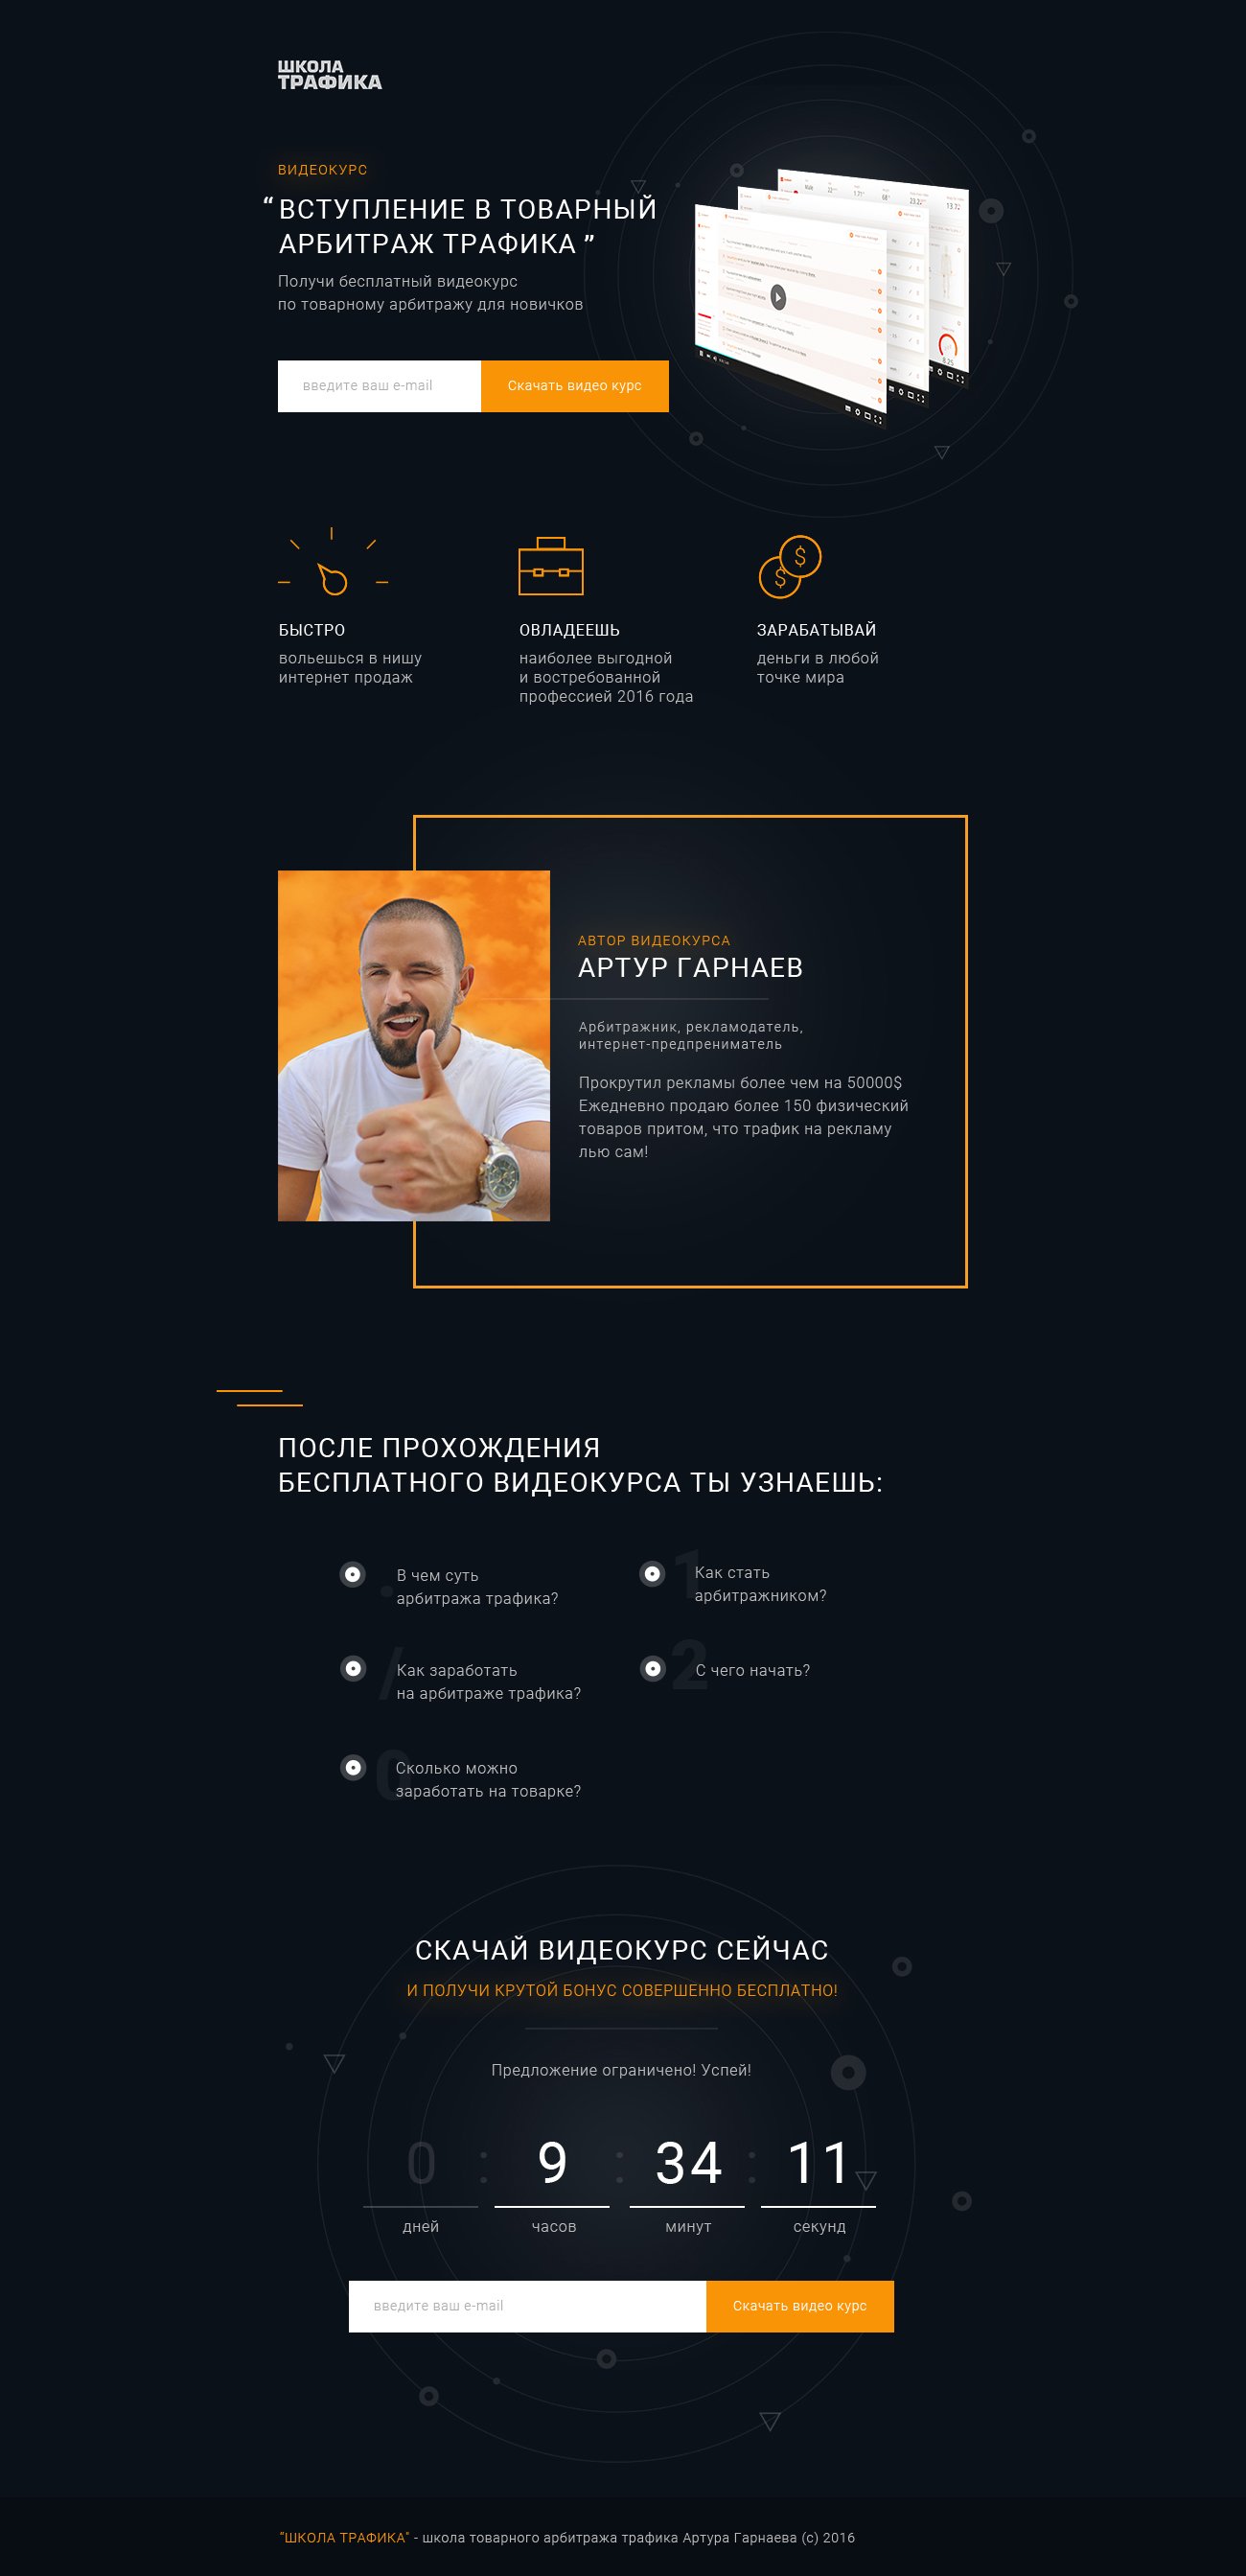 ШКОЛА
ТРАФИКА
ВИДЕОКУРС
“ ВСТУПЛЕНИЕ В ТОВАРНЫЙ
АРБИТРАЖ ТРАФИКА ”
Получи бесплатный видеокурс
по товарному арбитражу для новичков
введите ваш e-mail
Скачать видео курс
БЫСТРО
вольешься в нишу
интернет продаж
ОВЛАДЕЕШЬ
наиболее выгодной
и востребованной
профессией 2016 года
$ $
ЗАРАБАТЫВАЙ
деньги в любой
точке мира
АВТОР ВИДЕОКУРСА
АРТУР ГАРНАЕВ
Арбитражник, рекламодатель,
интернет-предпрениматель
Прокрутил рекламы более чем на 50000$
Ежедневно продаю более 150 физический
товаров притом, что трафик на рекламу
лью сам!
ПОСЛЕ ПРОХОЖДЕНИЯ
БЕСПЛАТНОГО ВИДЕОКУРСА ТЫ УЗНАЕШЬ:
.
В чем суть
арбитража трафика?
1
Как стать
арбитражником?
/
Как заработать
на арбитраже трафика?
2
С чего начать?
0
Сколько можно
заработать на товарке?
СКАЧАЙ ВИДЕОКУРС СЕЙЧАС
И ПОЛУЧИ КРУТОЙ БОНУС СОВЕРШЕННО БЕСПЛАТНО!
Предложение ограничено! Успей!
0 : 9 : 34 : 11
дней часов минут секунд
введите ваш e-mail
Скачать видео курс
"ШКОЛА ТРАФИКА" - школа товарного арбитража трафика Артура Гарнаева (с) 2016